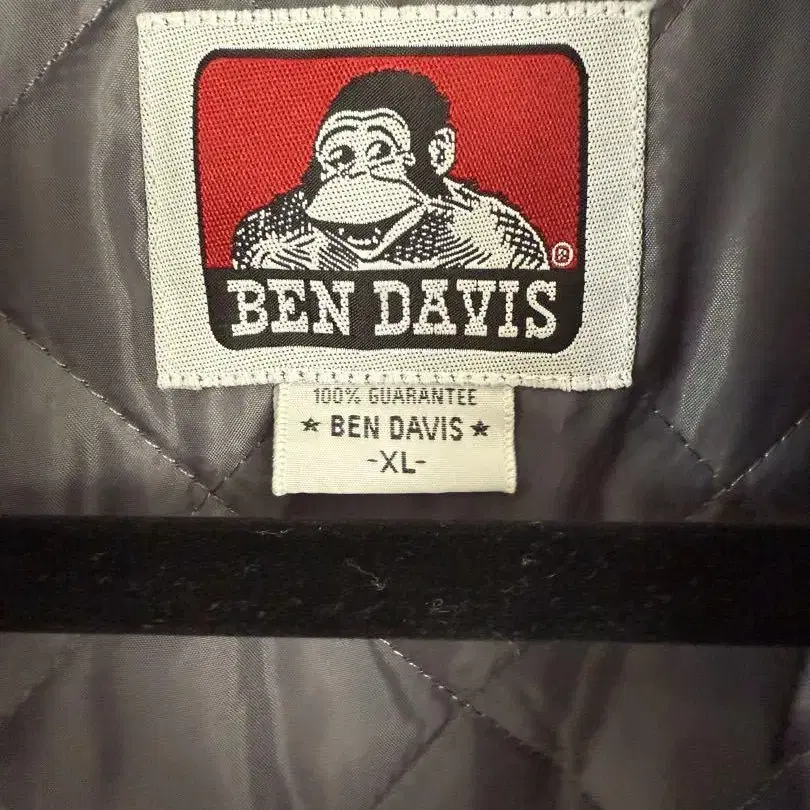 ®
BEN DAVIS
100% GUARANTEE
★ BEN DAVIS ★
-XL-